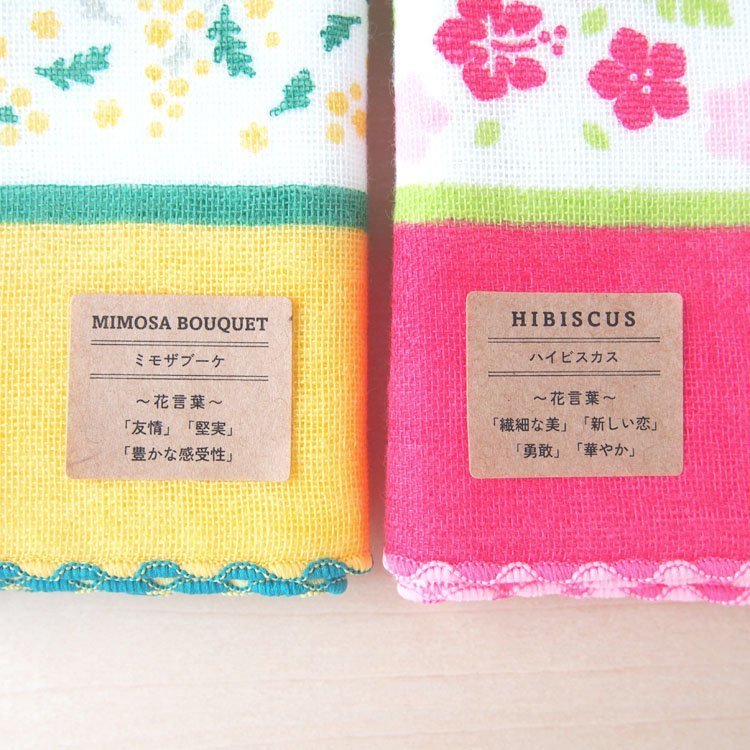 MIMOSA BOUQUET
ミモザブーケ
～花言葉～
「友情」「堅実」
「豊かな感受性」
HIBISCUS
ハイビスカス
～花言葉～
「繊細な美」「新しい恋」
「勇敢」「華やか」